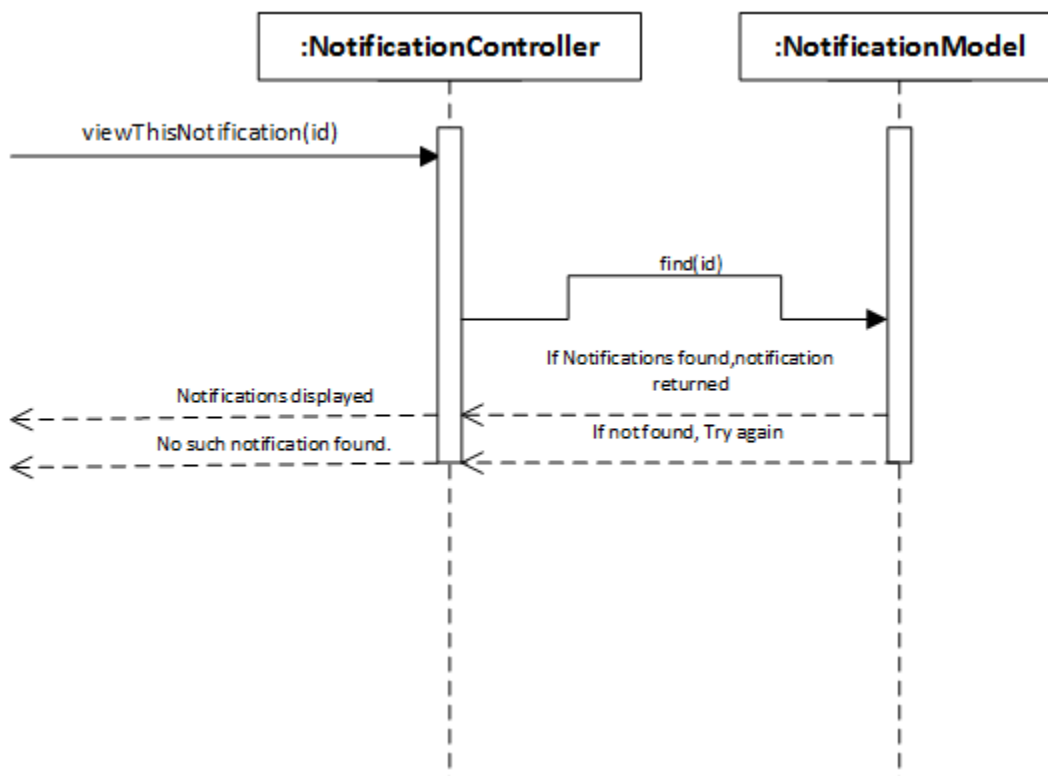 :NotificationController
:NotificationModel
viewThisNotification(id)
find(id)
If Notifications found,notification
returned
Notifications displayed
If not found, Try again
No such notification found.